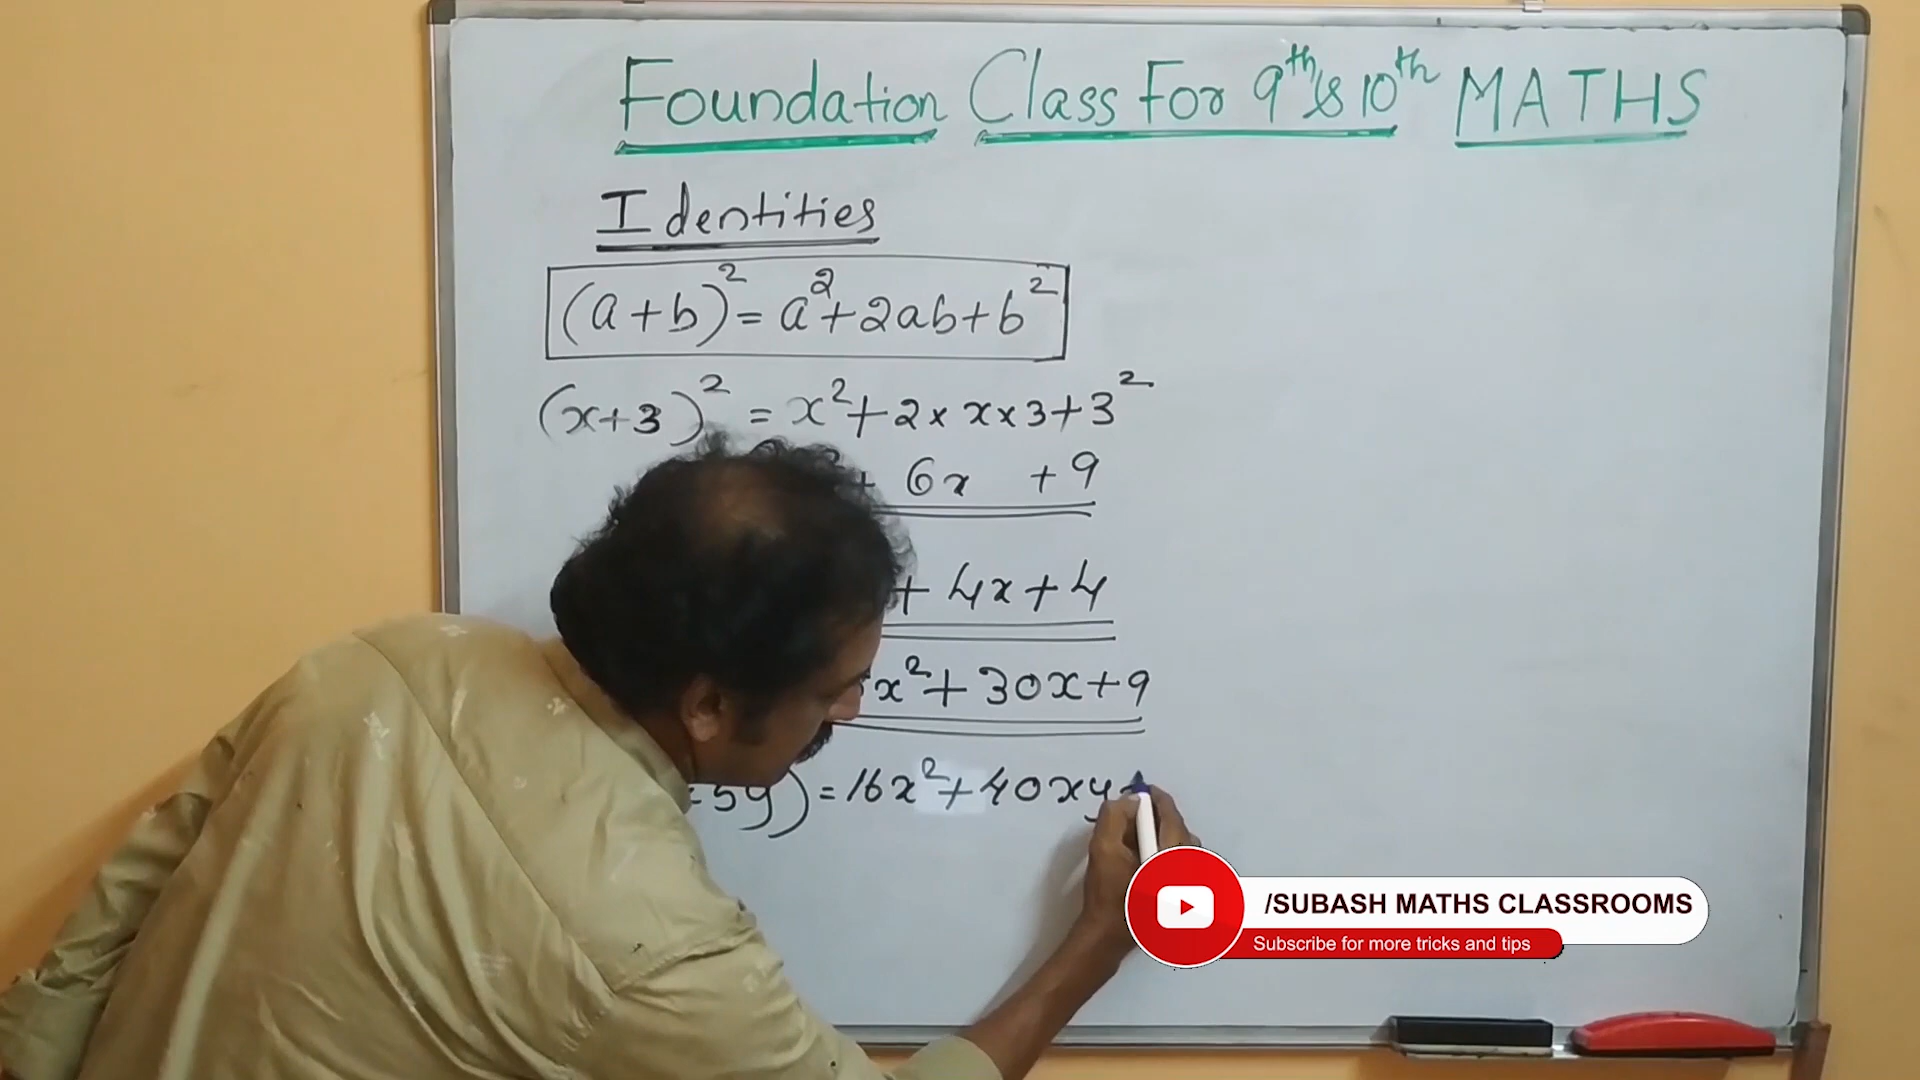 Foundation Class For 9th & 10th MATHS
Identities
(a+b)² = a²+2ab+b²
(x+3)² = x²+2×x×3+3²
+ 6x + 9
+ 4x+4
x²+30x+9
5y) = 16x²+40xy+
/SUBASH MATHS CLASSROOMS
Subscribe for more tricks and tips